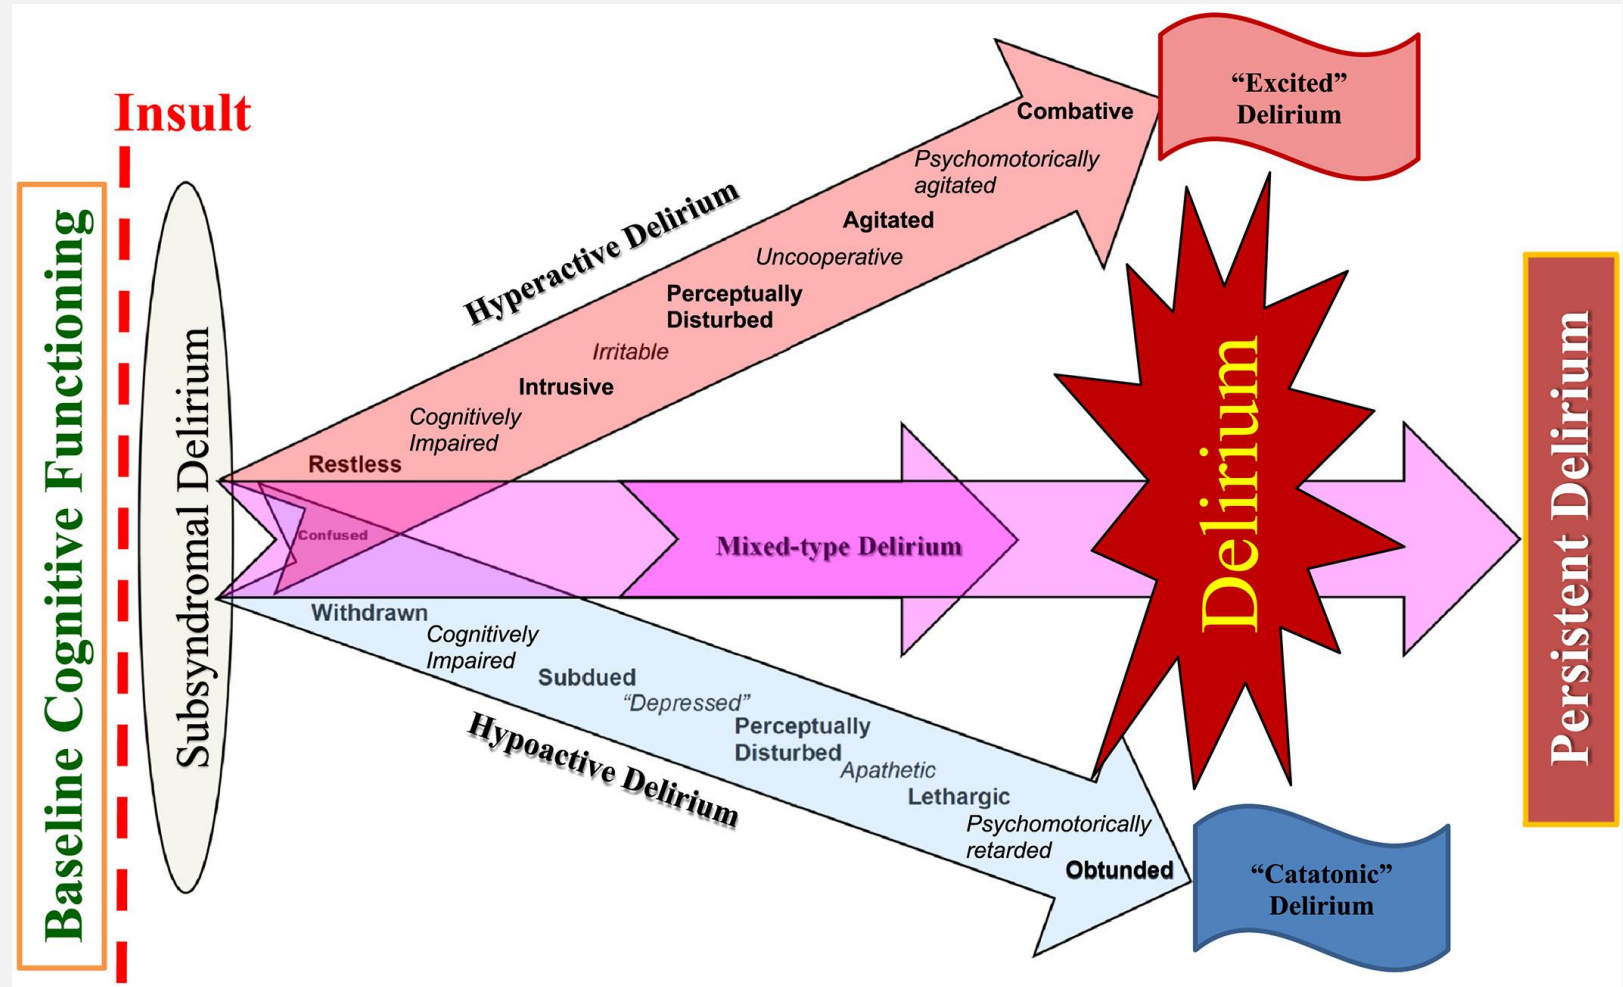 Insult
Baseline Cognitive Functioning
Subsyndromal Delirium
Hyperactive Delirium
Combative
Psychomotorically
agitated
Agitated
Uncooperative
Perceptually
Disturbed
Irritable
Intrusive
Cognitively
Impaired
Restless
Confused
Mixed-type Delirium
Withdrawn
Cognitively
Impaired
Subdued
“Depressed”
Perceptually
Disturbed
Apathetic
Lethargic
Psychomotorically
retarded
Obtunded
Hypoactive Delirium
“Excited”
Delirium
Delirium
“Catatonic”
Delirium
Persistent Delirium